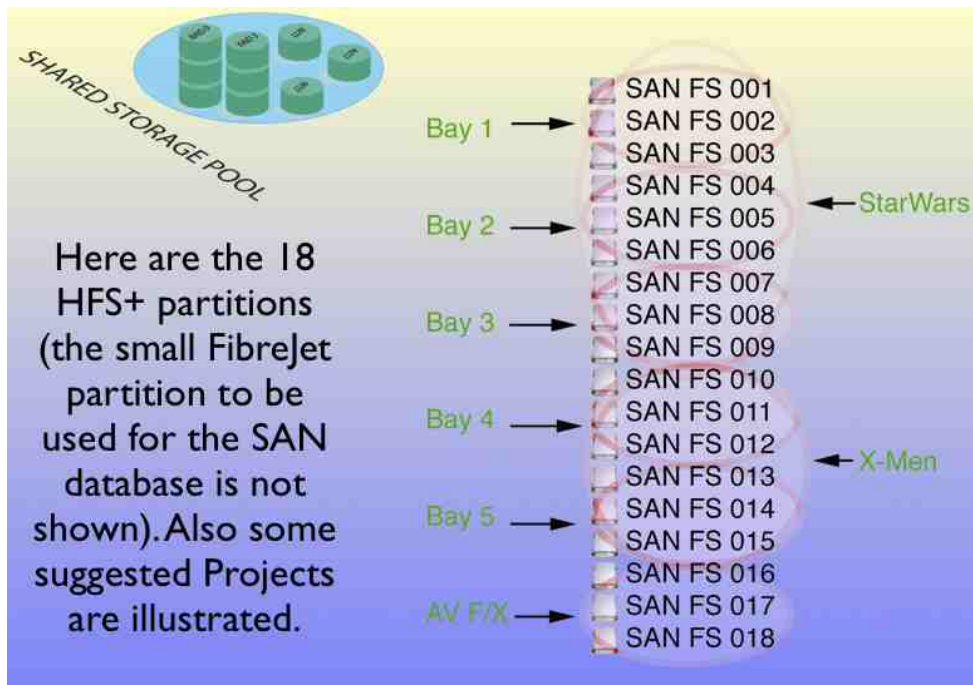 SHARED STORAGE POOL
Here are the 18
HFS+ partitions
(the small FibreJet
partition to be
used for the SAN
database is not
shown). Also some
suggested Projects
are illustrated.
Bay 1
Bay 2
Bay 3
Bay 4
Bay 5
AV F/X
SAN FS 001
SAN FS 002
SAN FS 003
SAN FS 004
SAN FS 005
SAN FS 006
SAN FS 007
SAN FS 008
SAN FS 009
SAN FS 010
SAN FS 011
SAN FS 012
SAN FS 013
SAN FS 014
SAN FS 015
SAN FS 016
SAN FS 017
SAN FS 018
StarWars
X-Men